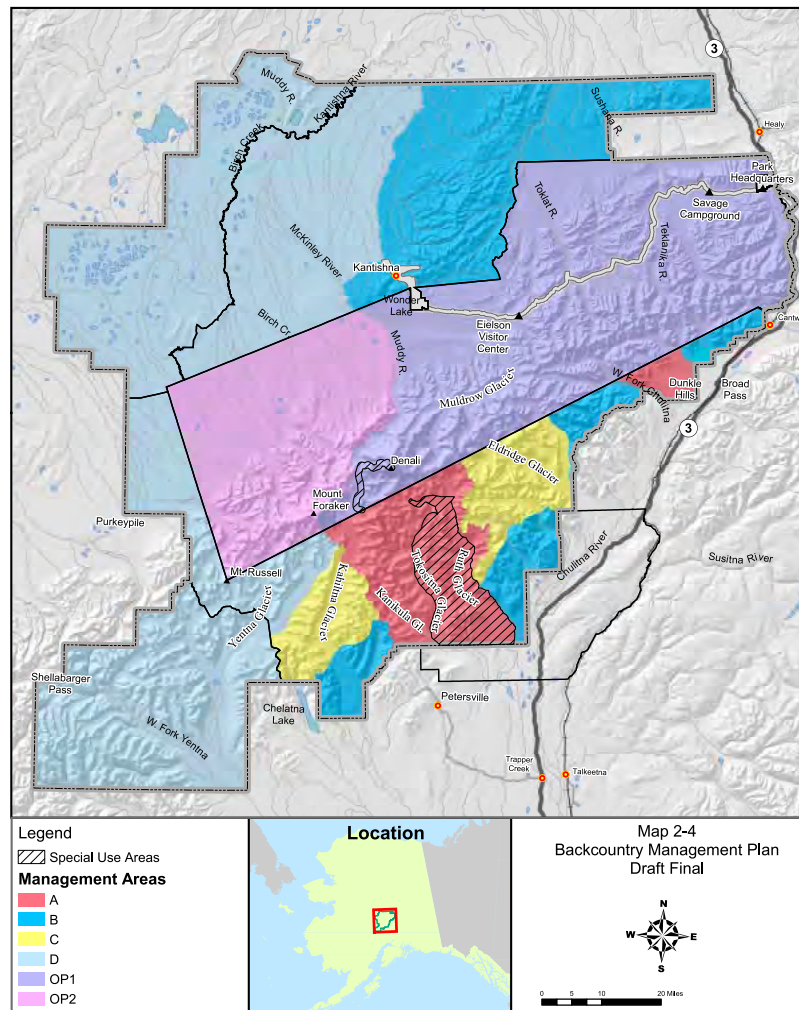 3
Muddy R.
Kantishna River
Sushana R.
Healy
Birch Creek
Park
Headquarters
Toklat R.
Savage
Campground
Teklanika R.
McKinley River
Kantishna
Wonder
Lake
Birch Cr.
Muddy R.
Eielson
Visitor
Center
Cantw
Muldrow Glacier
W. Fork Chulitna
Dunkle
Hills
Broad
Pass
3
Eldridge Glacier
Denali
Mount
Foraker
Purkeypile
Chulitna River
Susitna River
Mt. Russell
Ruth Glacier
Tokositna Glacier
Kahiltna Glacier
Kanikula Gl.
Yentna Glacier
Shellabarger
Pass
W. Fork Yentna
Chelatna
Lake
Petersville
Trapper
Creek
Talkeetna
Legend
Special Use Areas
Management Areas
A
B
C
D
OP1
OP2
Location
Map 2-4
Backcountry Management Plan
Draft Final
N
W E
S
0 5 10 20 Miles